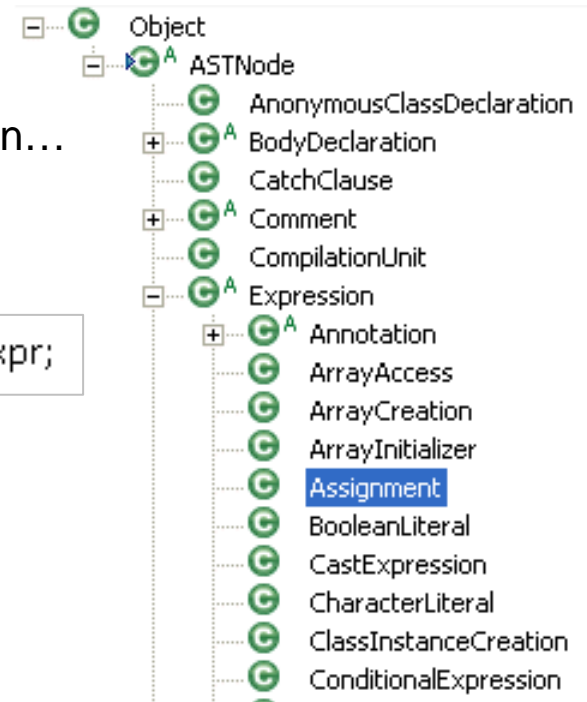 Object
ASTNode
AnonymousClassDeclaration
n...
BodyDeclaration
CatchClause
Comment
CompilationUnit
Expression
xpr;
Annotation
ArrayAccess
ArrayCreation
ArrayInitializer
Assignment
BooleanLiteral
CastExpression
CharacterLiteral
ClassInstanceCreation
ConditionalExpression